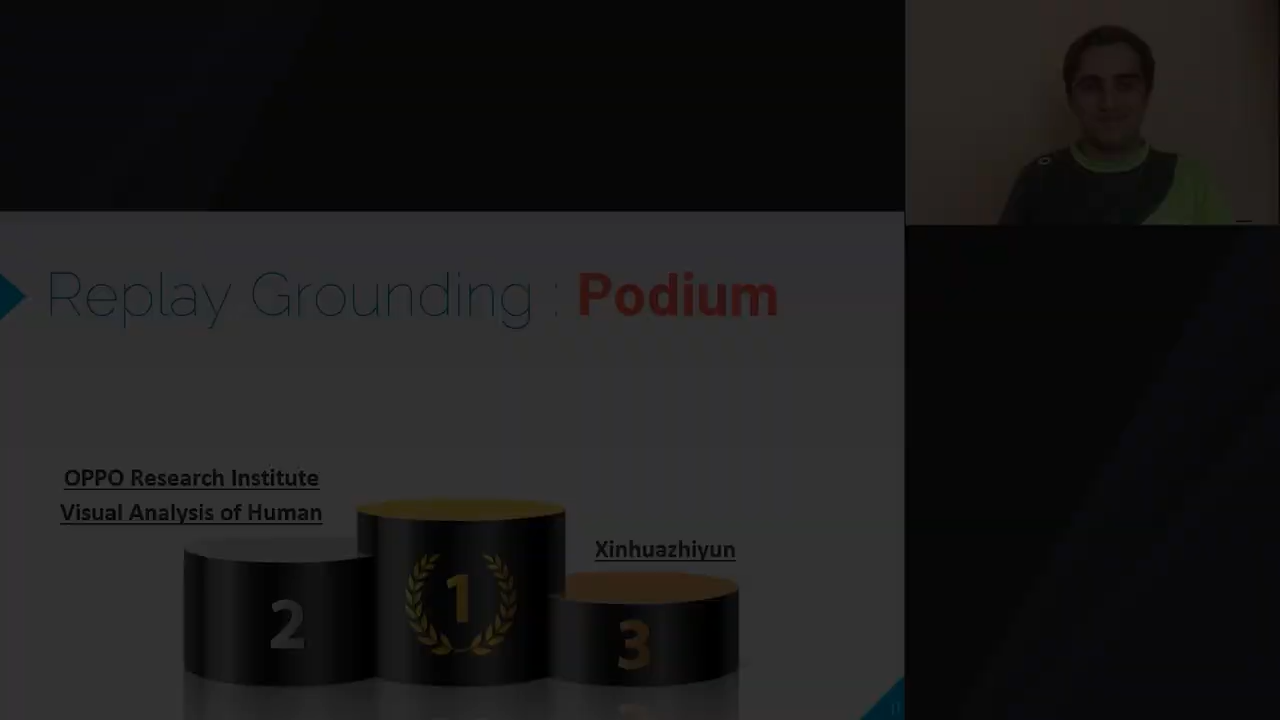 Replay Grounding : Podium
OPPO Research Institute
Visual Analysis of Human
Xinhuazhiyun
2
1
3